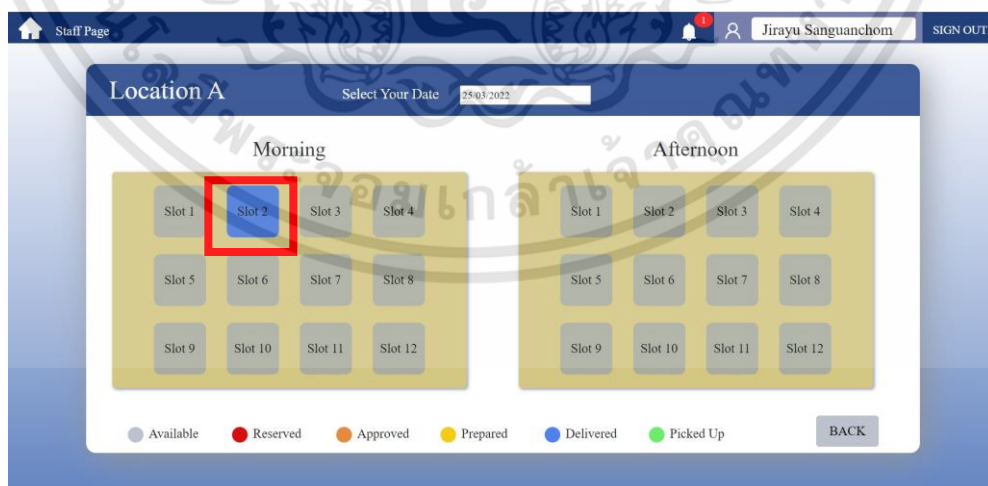 Staff Page
1
Jirayu Sanguanchom
SIGN OUT
Location A
Select Your Date
25/03/2022
Morning
Afternoon
Slot 1 Slot 2 Slot 3 Slot 4
Slot 1 Slot 2 Slot 3 Slot 4
Slot 5 Slot 6 Slot 7 Slot 8
Slot 5 Slot 6 Slot 7 Slot 8
Slot 9 Slot 10 Slot 11 Slot 12
Slot 9 Slot 10 Slot 11 Slot 12
Available Reserved Approved Prepared Delivered Picked Up
BACK